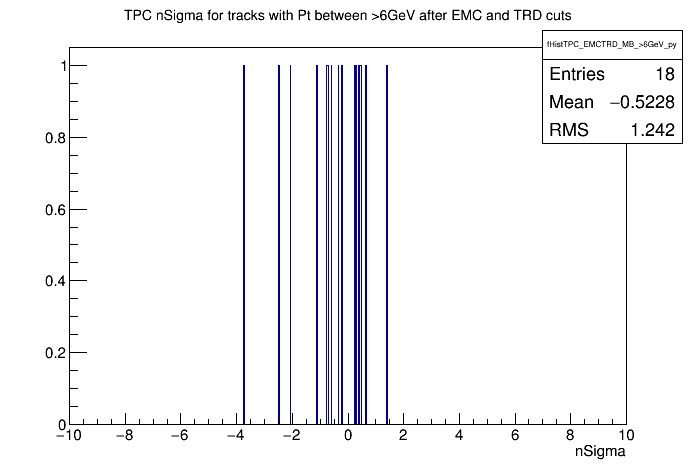 TPC nSigma for tracks with Pt between >6GeV after EMC and TRD cuts
fHistTPC_EMCTRD_MB_>6GeV_py
Entries 18
Mean −0.5228
RMS 1.242
1
0.8
0.6
0.4
0.2
0
−10 −8 −6 −4 −2 0 2 4 6 8 10
nSigma